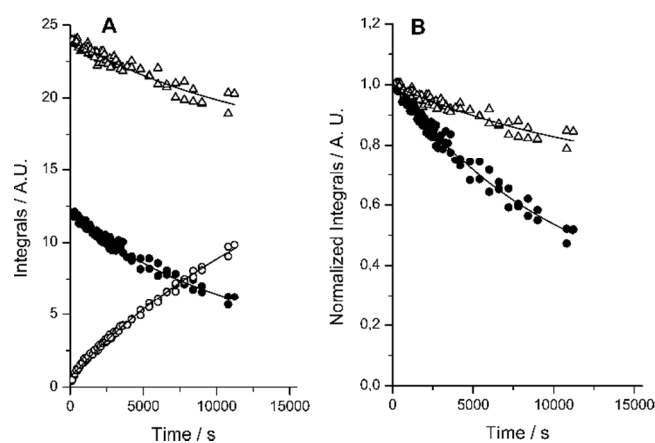 A
25
20
15
10
5
0
Integrals / A.U.
0 5000 10000 15000
Time / s
B
1,2
1,0
0,8
0,6
0,4
0,2
0,0
Normalized Integrals / A. U.
0 5000 10000 15000
Time / s